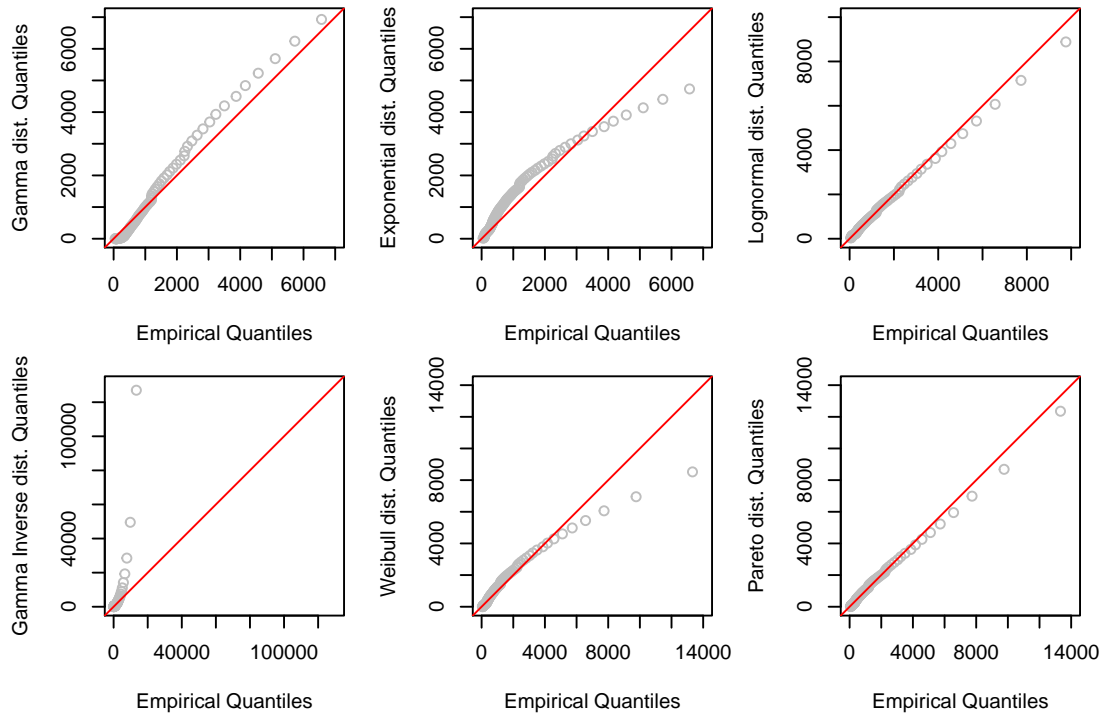 Gamma dist. Quantiles
0 2000 4000 6000
0 2000 4000 6000
Empirical Quantiles
Exponential dist. Quantiles
0 2000 4000 6000
0 2000 4000 6000
Empirical Quantiles
Lognormal dist. Quantiles
0 4000 8000
0 4000 8000
Empirical Quantiles
Gamma Inverse dist. Quantiles
0 40000 100000
0 40000 100000
Empirical Quantiles
Weibull dist. Quantiles
0 4000 8000 14000
0 4000 8000 14000
Empirical Quantiles
Pareto dist. Quantiles
0 4000 8000 14000
0 4000 8000 14000
Empirical Quantiles